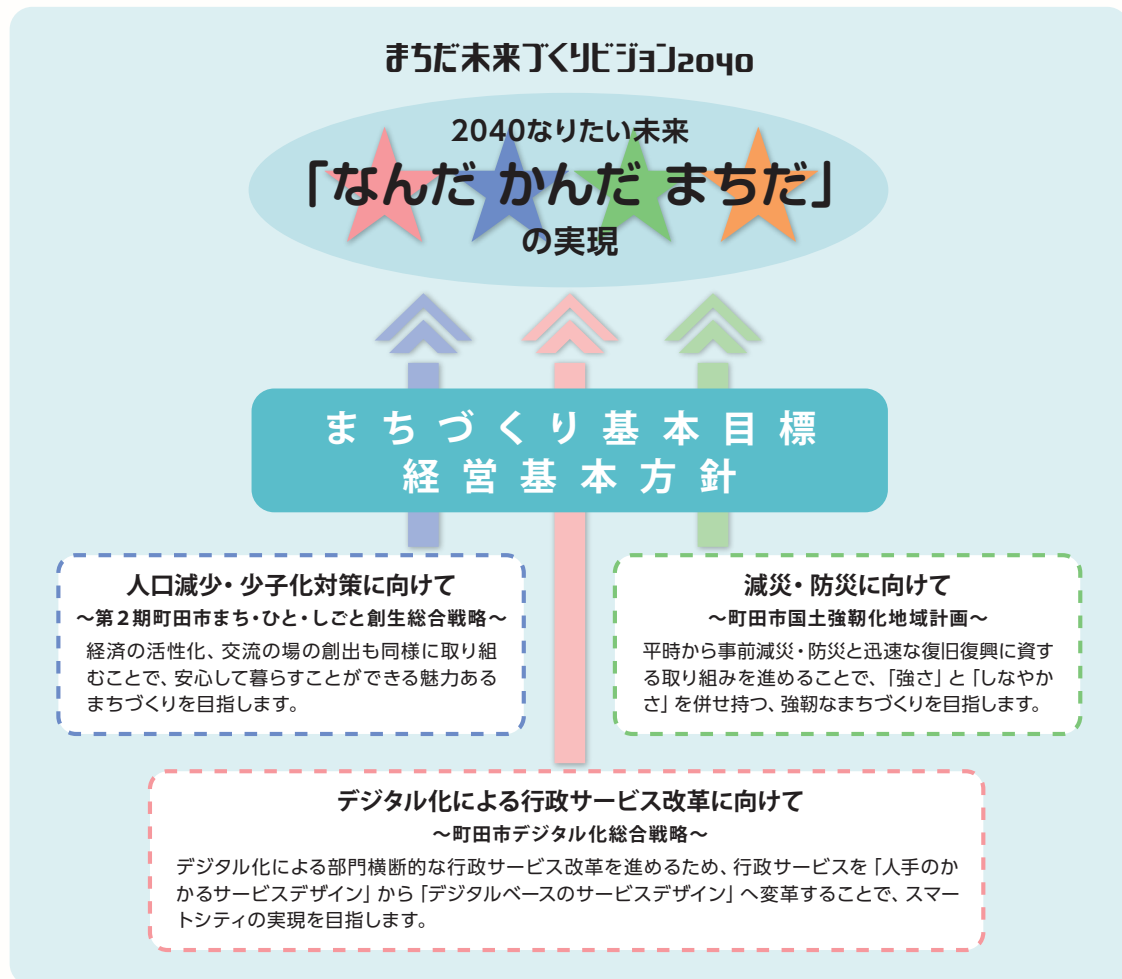 まちだ未来づくりビジョン2040
2040なりたい未来
「なんだ かんだ まちだ」
の実現
まちづくり基本目標
経営基本方針
人口減少・少子化対策に向けて
～第２期町田市まち・ひと・しごと創生総合戦略～
経済の活性化、交流の場の創出も同様に取り組
むことで、安心して暮らすことができる魅力ある
まちづくりを目指します。
減災・防災に向けて
～町田市国土強靭化地域計画～
平時から事前減災・防災と迅速な復旧復興に資す
る取り組みを進めることで、「強さ」と「しなやか
さ」を併せ持つ、強靭なまちづくりを目指します。
デジタル化による行政サービス改革に向けて
～町田市デジタル化総合戦略～
デジタル化による部門横断的な行政サービス改革を進めるため、行政サービスを「人手のか
かるサービスデザイン」から「デジタルベースのサービスデザイン」へ変革することで、スマー
トシティの実現を目指します。